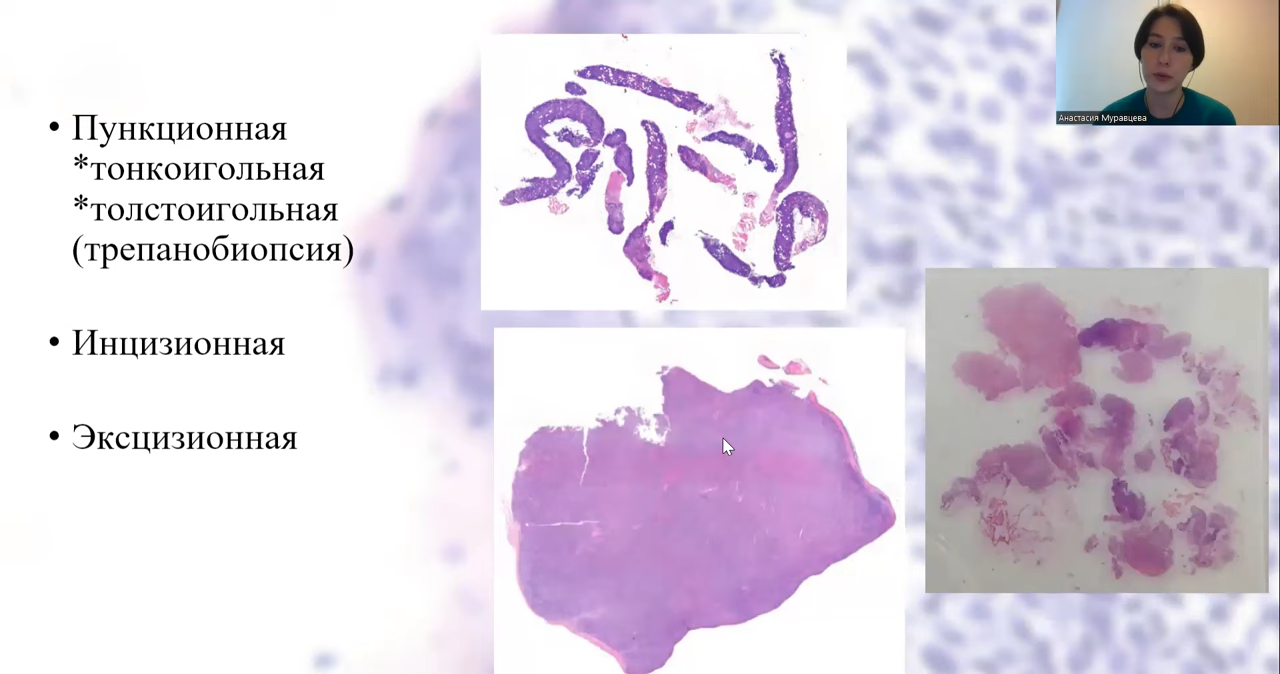 • Пункционная
*тонкоигольная
*толстоигольная
(трепанобиопсия)
• Инцизионная
• Эксцизионная
Анастасия Муравцева